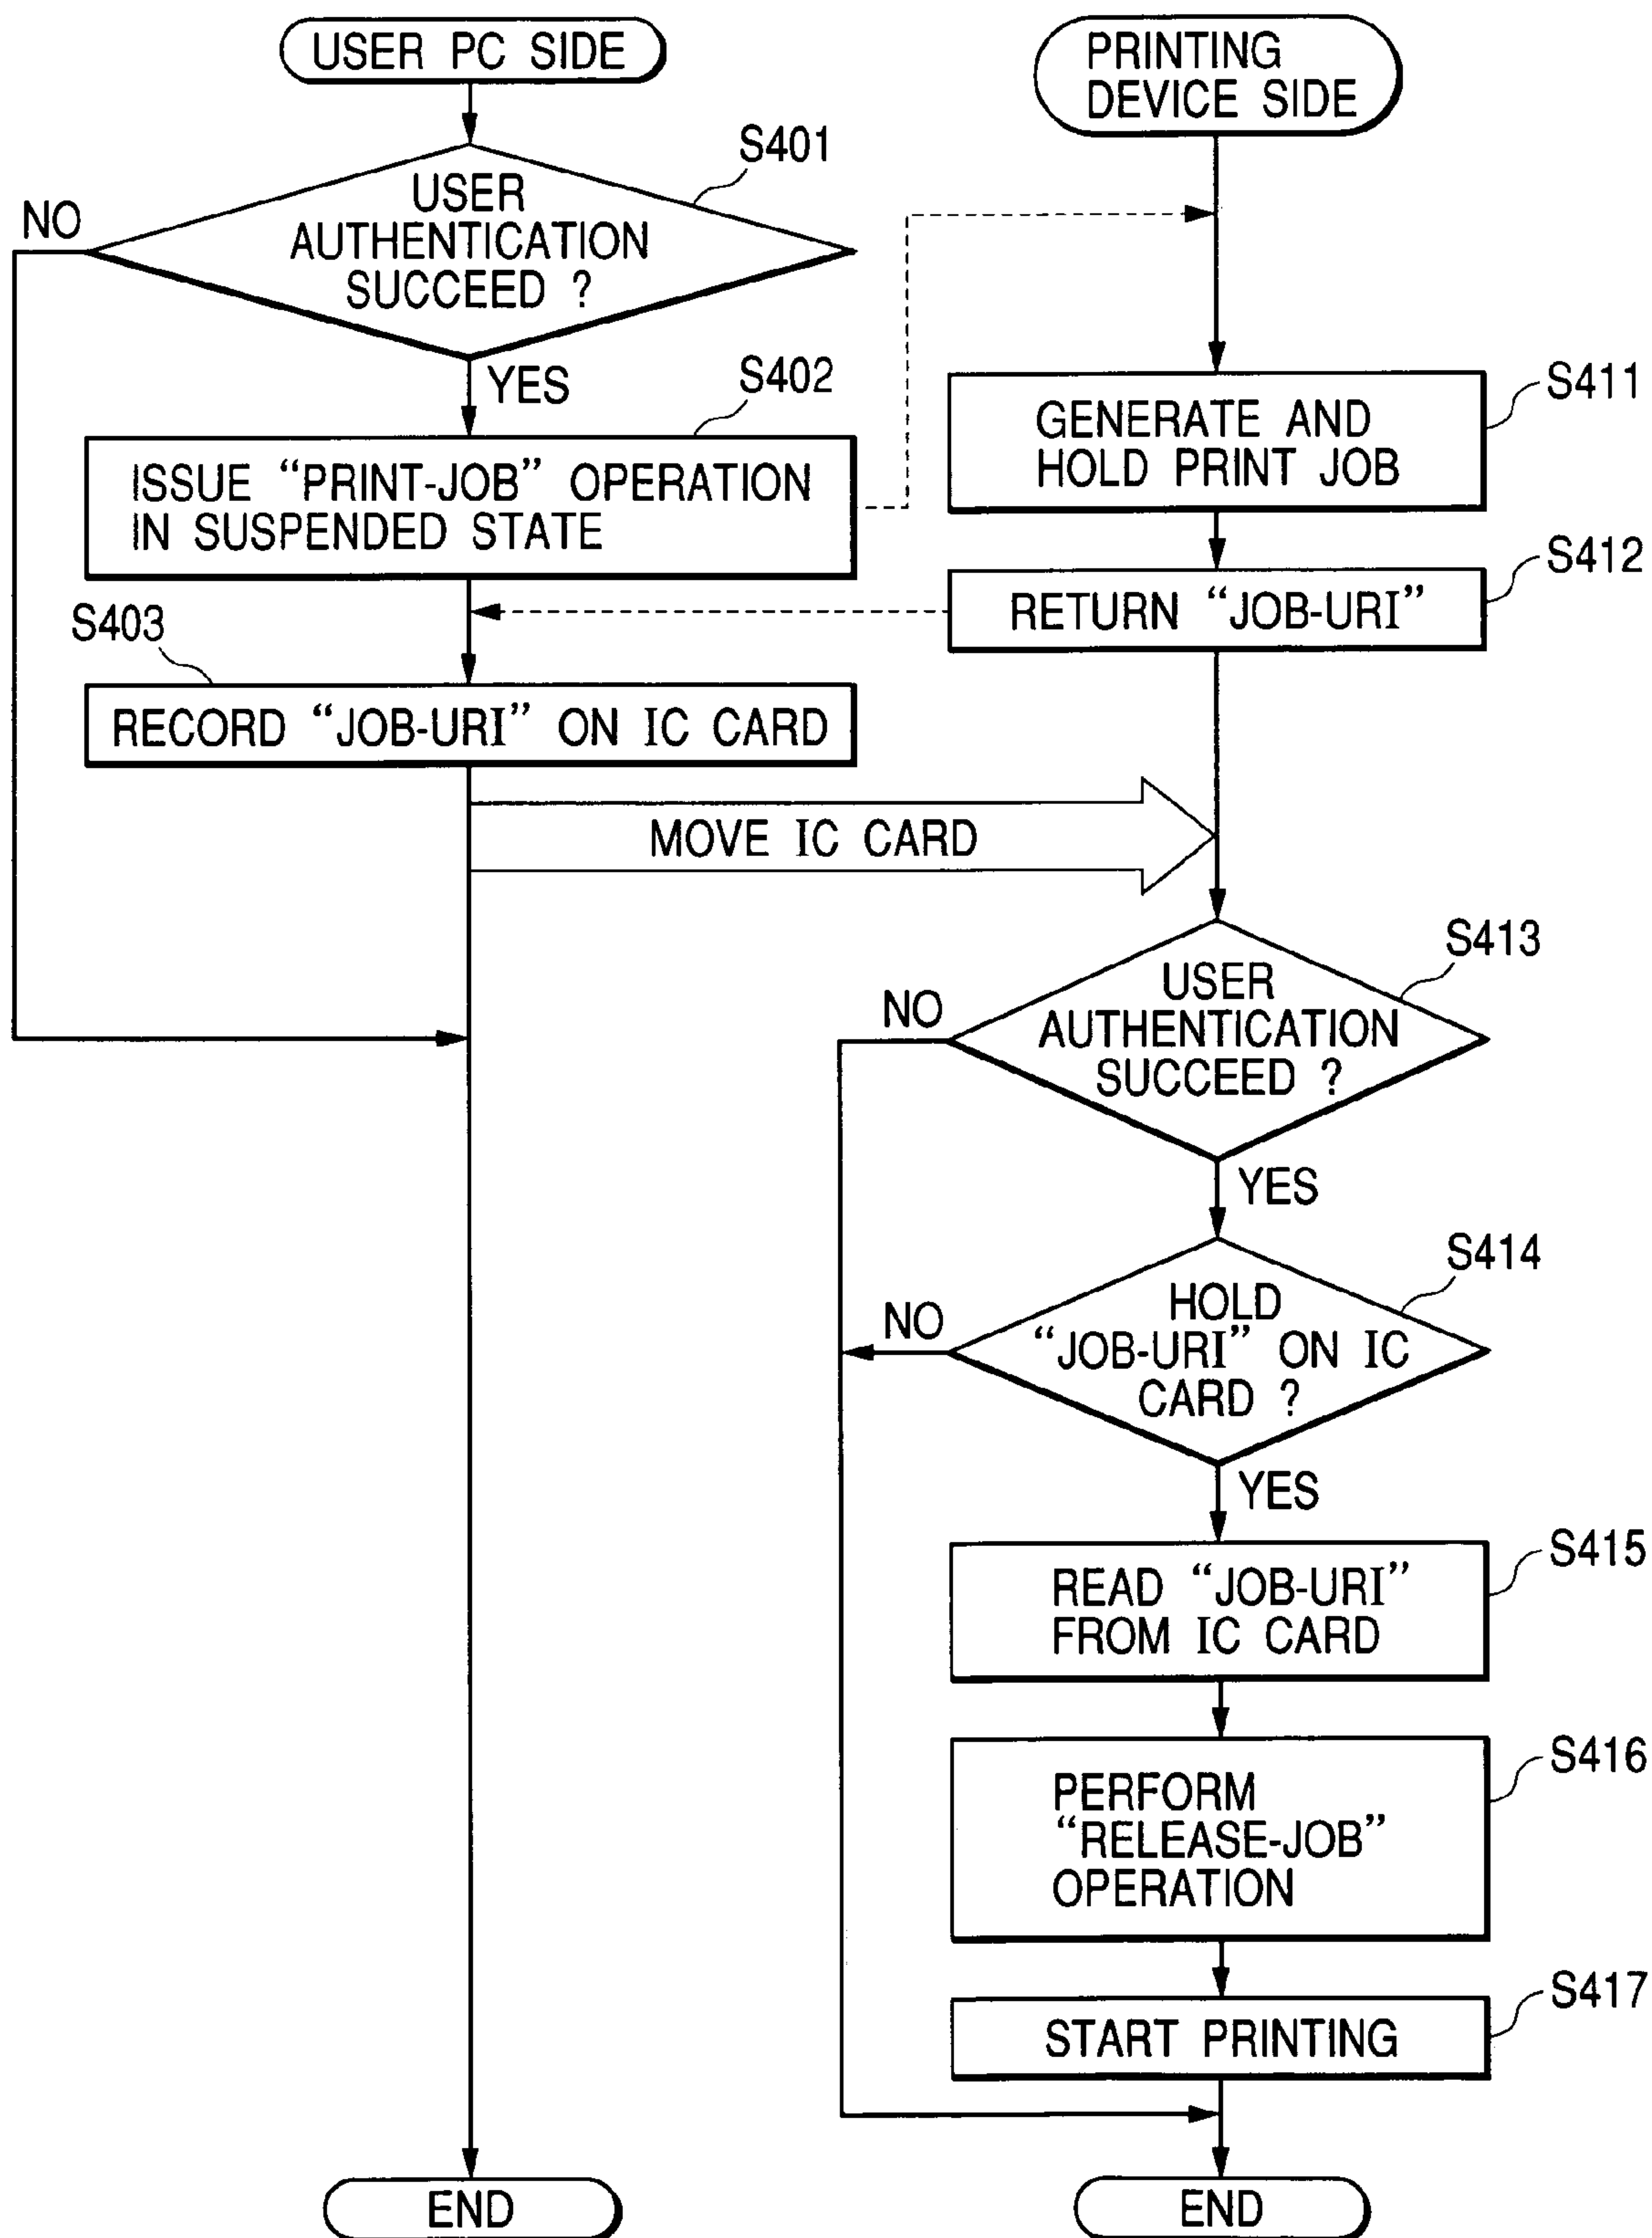 USER PC SIDE
S401
USER
AUTHENTICATION
SUCCEED ?
NO
YES
S402
ISSUE “PRINT-JOB” OPERATION
IN SUSPENDED STATE
S403
RECORD “JOB-URI” ON IC CARD
MOVE IC CARD
END
PRINTING
DEVICE SIDE
S411
GENERATE AND
HOLD PRINT JOB
S412
RETURN “JOB-URI”
S413
USER
AUTHENTICATION
SUCCEED ?
NO
YES
S414
HOLD
“JOB-URI” ON IC
CARD ?
NO
YES
S415
READ “JOB-URI”
FROM IC CARD
S416
PERFORM
“RELEASE-JOB”
OPERATION
S417
START PRINTING
END